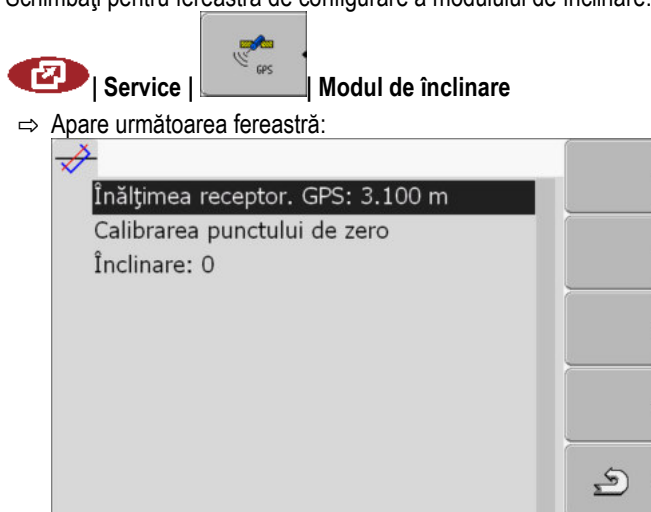 Schimbaţi pentru fereastra de configurare a modulului de înclinare:
GPS
| Service | | Modul de înclinare
⇨ Apare următoarea fereastră:
Înălţimea receptor. GPS: 3.100 m
Calibrarea punctului de zero
Înclinare: 0